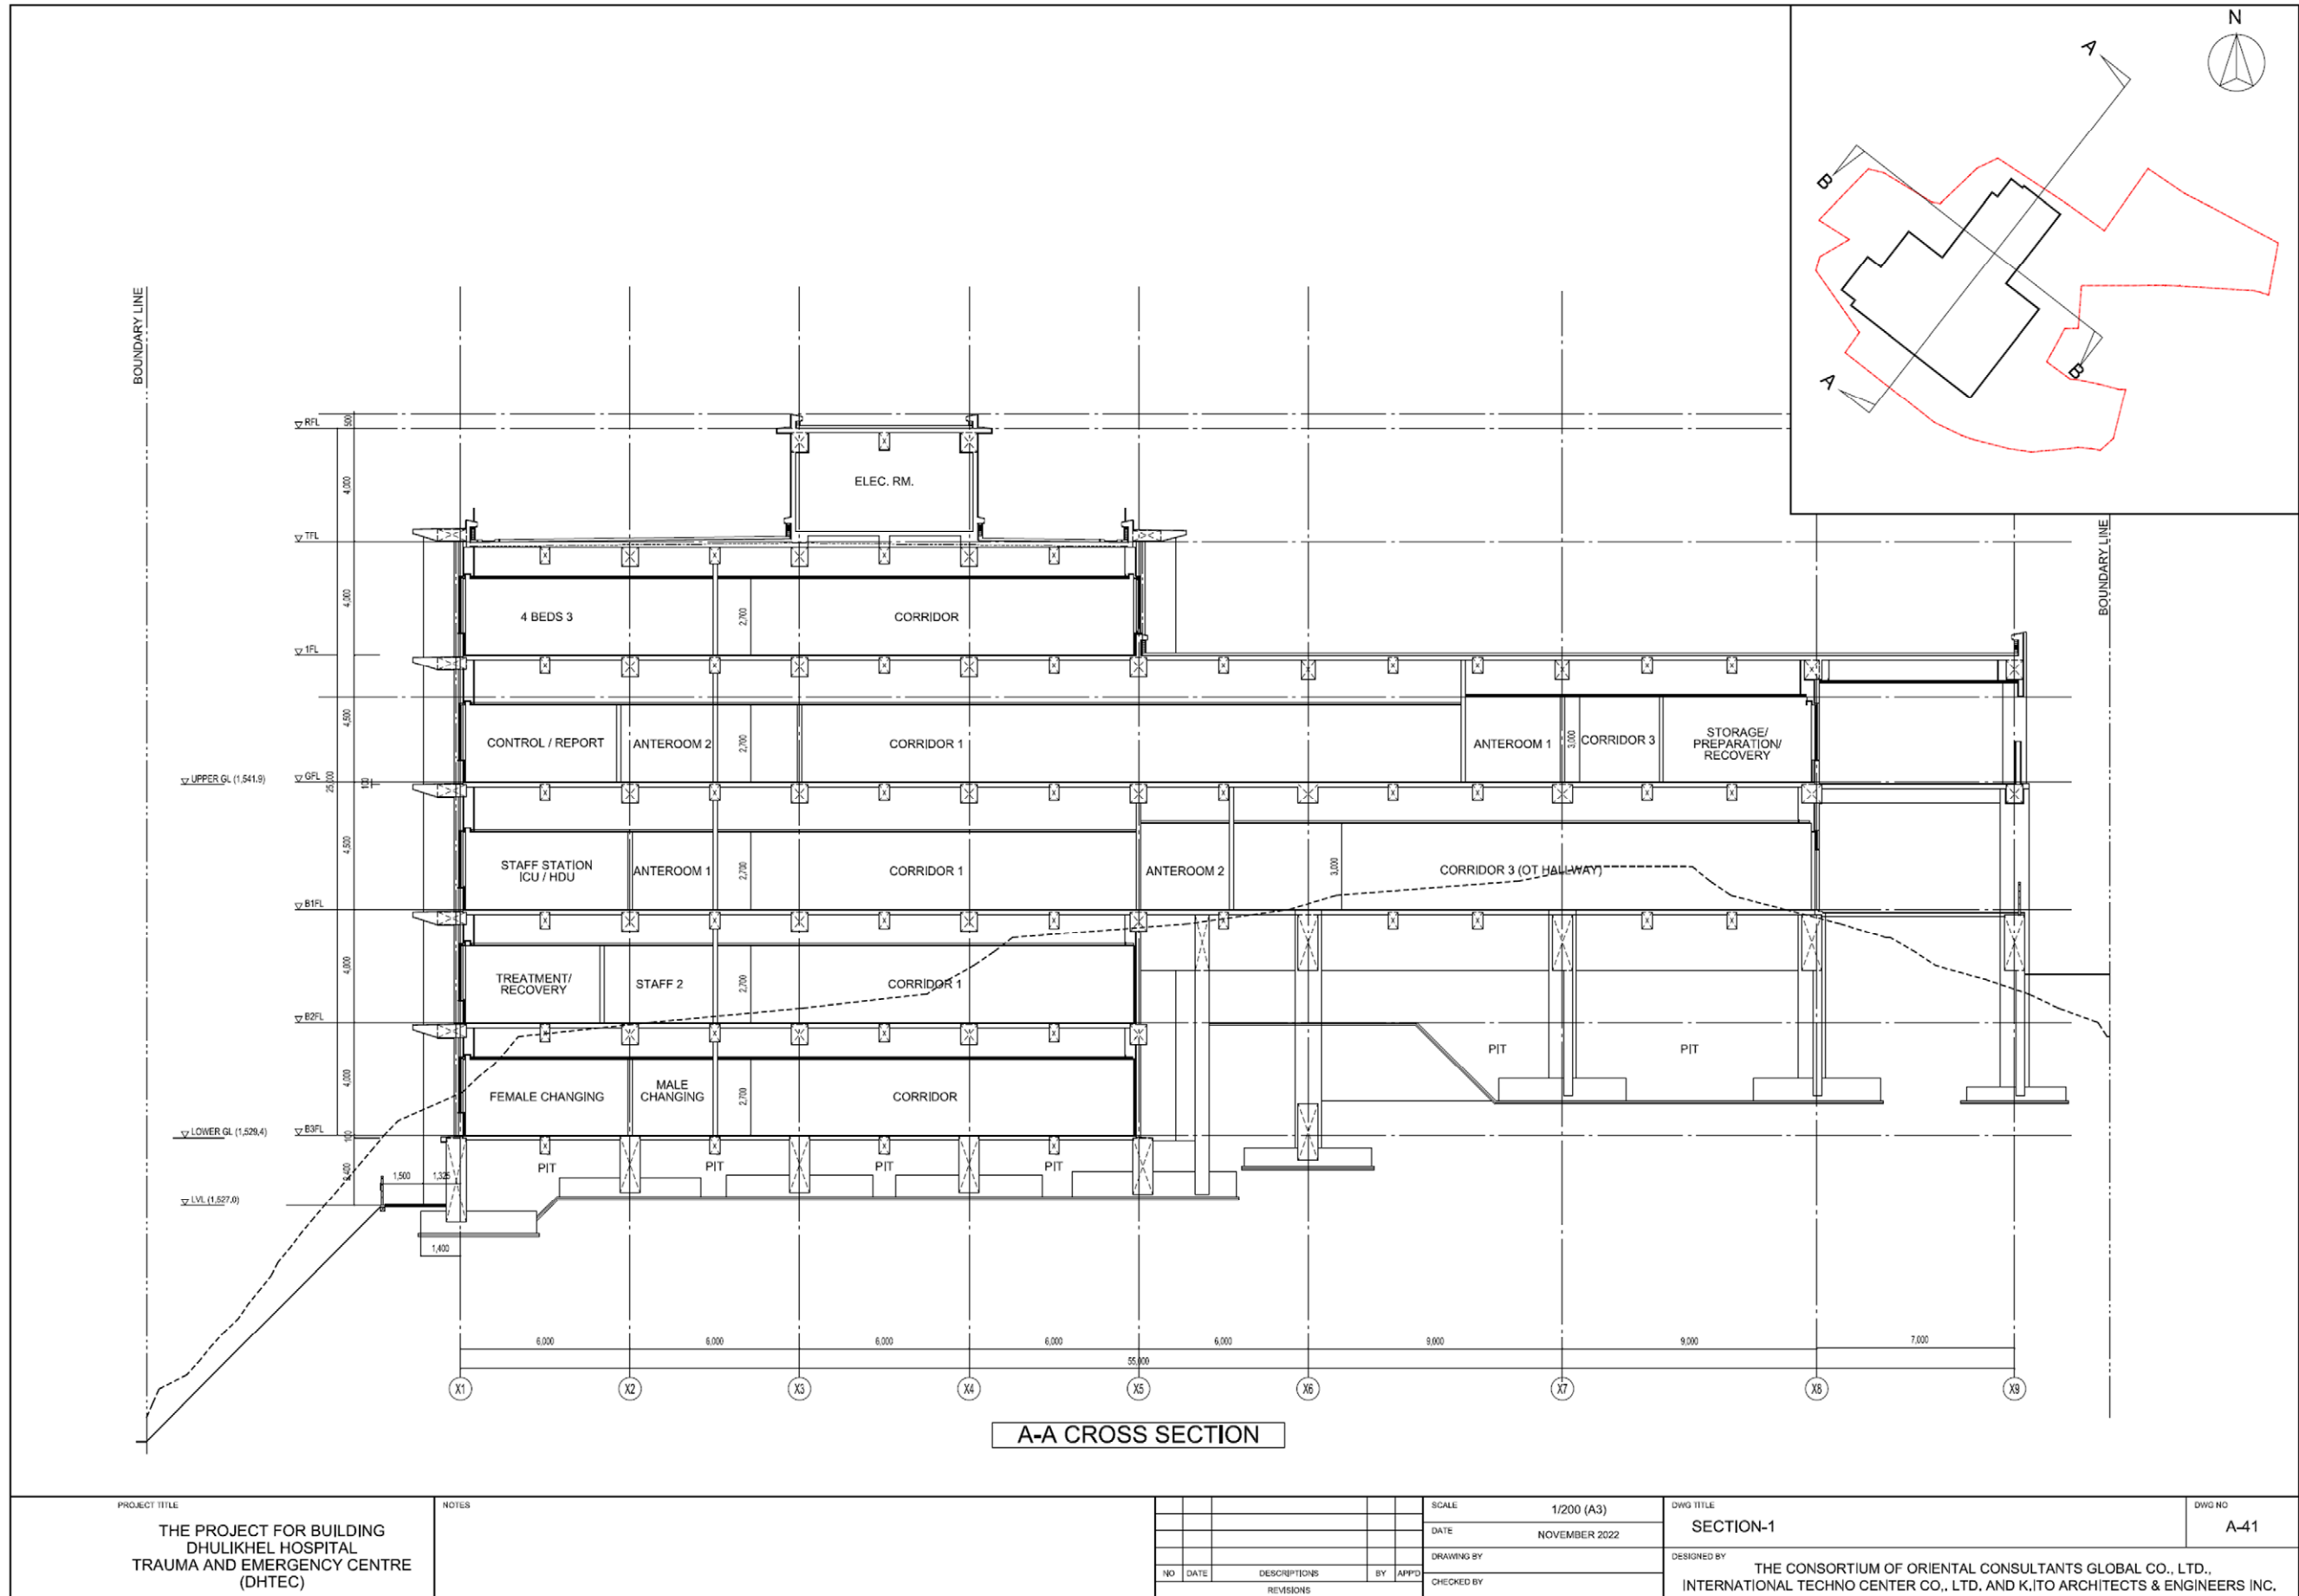 N
A
B
B
A
BOUNDARY LINE
BOUNDARY LINE
RFL
500
4,000
ELEC. RM.
TFL
4,000
4 BEDS 3
2,700
CORRIDOR
1FL
4,500
CONTROL / REPORT
ANTEROOM 2
2,700
CORRIDOR 1
ANTEROOM 1
3,000
CORRIDOR 3
STORAGE/
PREPARATION/
RECOVERY
UPPER GL (1,541.9)
GFL
25,000
100
4,500
STAFF STATION
ICU / HDU
ANTEROOM 1
2,700
CORRIDOR 1
ANTEROOM 2
3,000
CORRIDOR 3 (OT HALLWAY)
B1FL
4,000
TREATMENT/
RECOVERY
STAFF 2
2,700
CORRIDOR 1
B2FL
4,000
FEMALE CHANGING
MALE
CHANGING
2,700
CORRIDOR
PIT
PIT
LOWER GL (1,529,4)
B3FL
100
2,400
PIT
PIT
PIT
PIT
1,500
1,325
LVL (1,527.0)
1,400
6,000
6,000
6,000
6,000
6,000
9,000
9,000
7,000
55,000
X1
X2
X3
X4
X5
X6
X7
X8
X9
A-A CROSS SECTION
PROJECT TITLE
THE PROJECT FOR BUILDING
DHULIKHEL HOSPITAL
TRAUMA AND EMERGENCY CENTRE
(DHTEC)
NOTES
NO DATE DESCRIPTIONS BY APP'D
REVISIONS
SCALE 1/200 (A3)
DATE NOVEMBER 2022
DRAWING BY
CHECKED BY
DWG TITLE
SECTION-1
DWG NO
A-41
DESIGNED BY
THE CONSORTIUM OF ORIENTAL CONSULTANTS GLOBAL CO., LTD.,
INTERNATIONAL TECHNO CENTER CO., LTD. AND K.ITO ARCHITECTS & ENGINEERS INC.